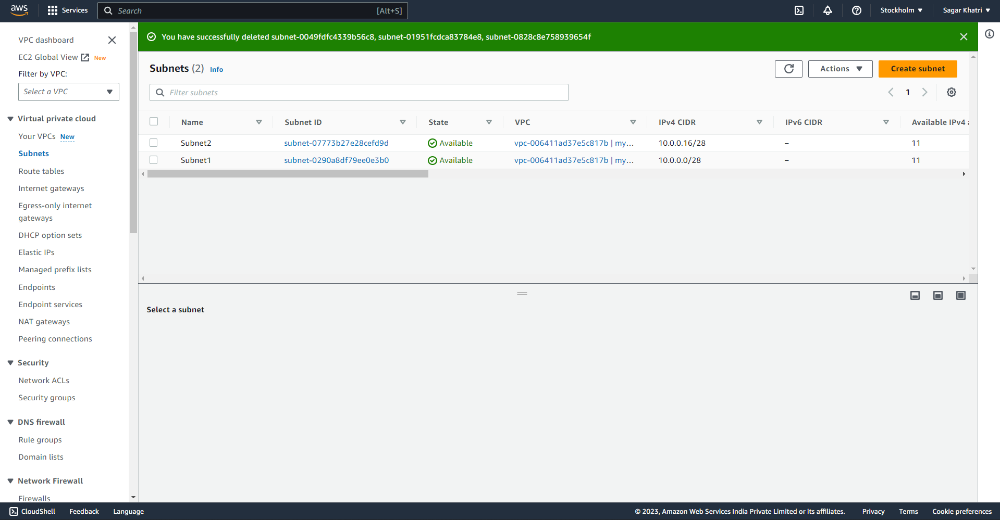 aws Services Search [Alt+S] Stockholm ▼ Sagar Khatri ▼
VPC dashboard
EC2 Global View New
Filter by VPC:
Select a VPC
Virtual private cloud
Your VPCs New
Subnets
Route tables
Internet gateways
Egress-only internet
gateways
DHCP option sets
Elastic IPs
Managed prefix lists
Endpoints
Endpoint services
NAT gateways
Peering connections
Security
Network ACLs
Security groups
DNS firewall
Rule groups
Domain lists
Network Firewall
Firewalls
You have successfully deleted subnet-0049fdfc4339b56c8, subnet-01951fcdca83784e8, subnet-0828c8e758939654f
Subnets (2) Info
Actions Create subnet
Filter subnets
1
Name Subnet ID State VPC IPv4 CIDR IPv6 CIDR Available IPv4
Subnet2 subnet-07773b27e28cefd9d Available vpc-006411ad37e5c817b | my... 10.0.0.16/28 – 11
Subnet1 subnet-0290a8df79ee0e3b0 Available vpc-006411ad37e5c817b | my... 10.0.0.0/28 – 11
Select a subnet
CloudShell Feedback Language © 2023, Amazon Web Services India Private Limited or its affiliates. Privacy Terms Cookie preferences